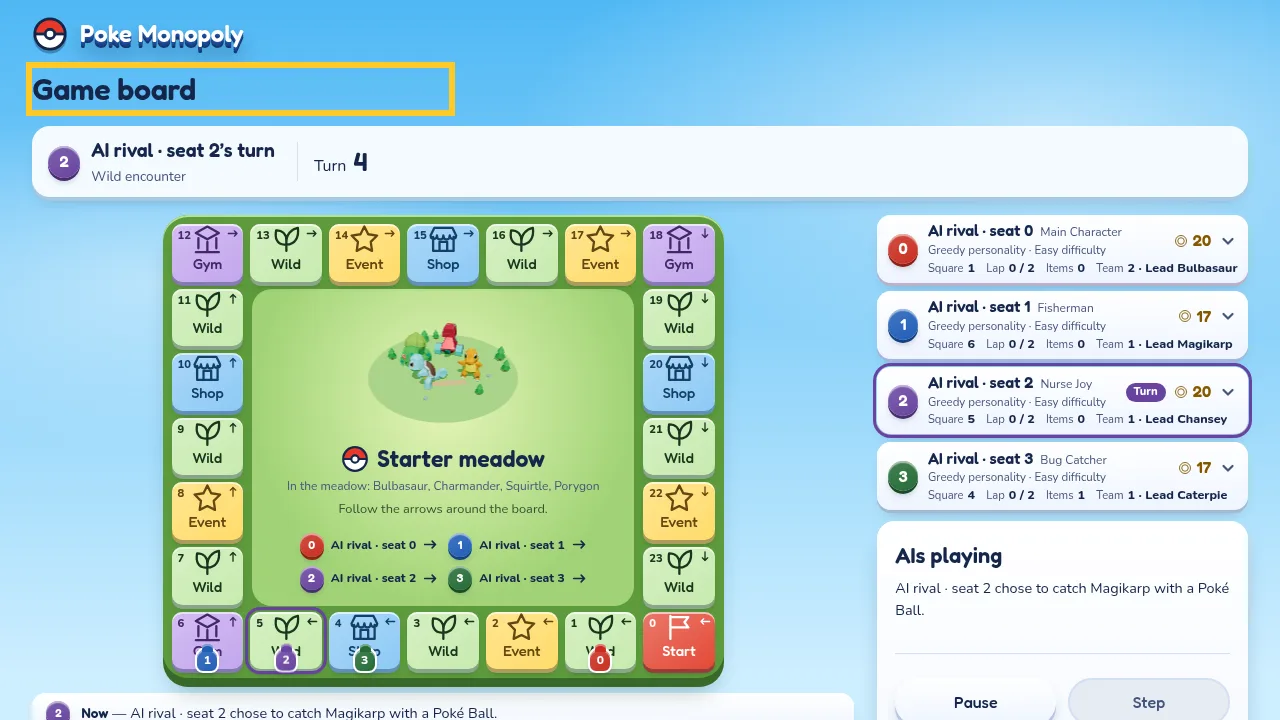 Poke Monopoly
Game board
2
AI rival · seat 2's turn
Wild encounter
Turn 4
12 → Gym
13 → Wild
14 → Event
15 → Shop
16 → Wild
17 → Event
18 ↓ Gym
11 ↑ Wild
10 ↑ Shop
9 ↑ Wild
8 ↑ Event
7 ↑ Wild
19 ↓ Wild
20 ↓ Shop
21 ↓ Wild
22 ↓ Event
23 ↓ Wild
Starter meadow
In the meadow: Bulbasaur, Charmander, Squirtle, Porygon
Follow the arrows around the board.
0 AI rival · seat 0 → 1 AI rival · seat 1 →
2 AI rival · seat 2 → 3 AI rival · seat 3 →
6 ↑ 1
5 ← 2
4 ← 3
3 ← Wild
2 ← Event
1 ← 0
0 ← Start
2 Now — AI rival · seat 2 chose to catch Magikarp with a Poké Ball.
0 AI rival · seat 0 Main Character 20
Greedy personality · Easy difficulty
Square 1 Lap 0 / 2 Items 0 Team 2 · Lead Bulbasaur
1 AI rival · seat 1 Fisherman 17
Greedy personality · Easy difficulty
Square 6 Lap 0 / 2 Items 0 Team 1 · Lead Magikarp
2 AI rival · seat 2 Nurse Joy Turn 20
Greedy personality · Easy difficulty
Square 5 Lap 0 / 2 Items 0 Team 1 · Lead Chansey
3 AI rival · seat 3 Bug Catcher 17
Greedy personality · Easy difficulty
Square 4 Lap 0 / 2 Items 1 Team 1 · Lead Caterpie
AIs playing
AI rival · seat 2 chose to catch Magikarp with a Poké
Ball.
Pause
Step